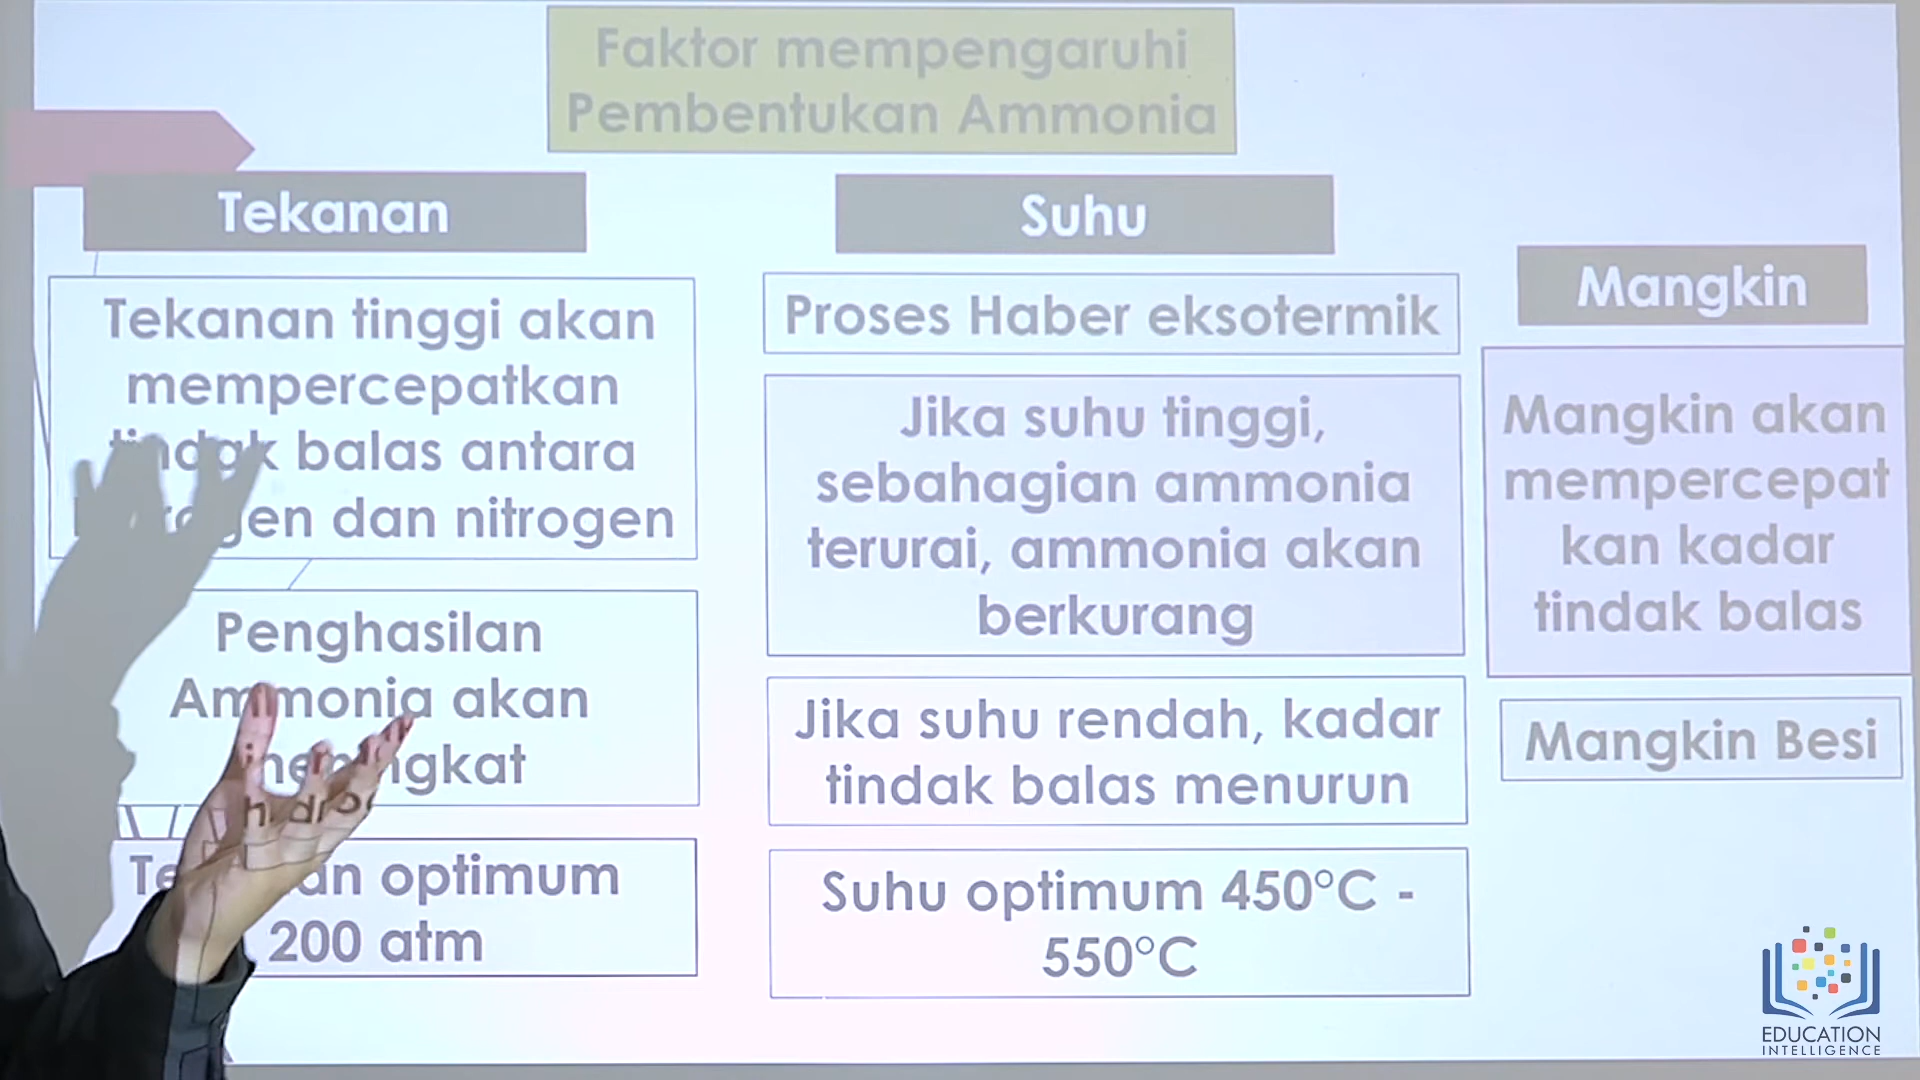 Faktor mempengaruhi
Pembentukan Ammonia
Tekanan
Tekanan tinggi akan
mempercepatkan
tindak balas antara
hidrogen dan nitrogen
Penghasilan
Ammonia akan
meningkat
Tekanan optimum
200 atm
Suhu
Proses Haber eksotermik
Jika suhu tinggi,
sebahagian ammonia
terurai, ammonia akan
berkurang
Jika suhu rendah, kadar
tindak balas menurun
Suhu optimum 450°C -
550°C
Mangkin
Mangkin akan
mempercepat
kan kadar
tindak balas
Mangkin Besi
EDUCATION
INTELLIGENCE